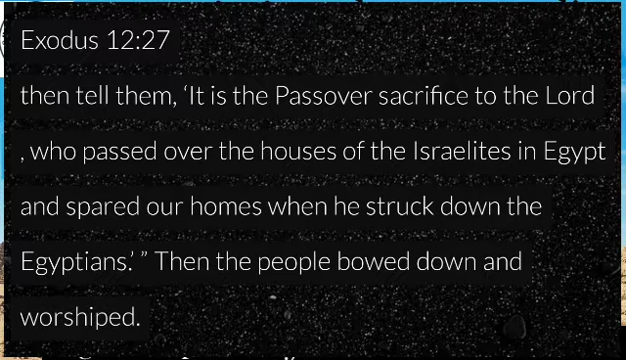 Exodus 12:27
then tell them, ‘It is the Passover sacrifice to the Lord
, who passed over the houses of the Israelites in Egypt
and spared our homes when he struck down the
Egyptians.’ ” Then the people bowed down and
worshiped.